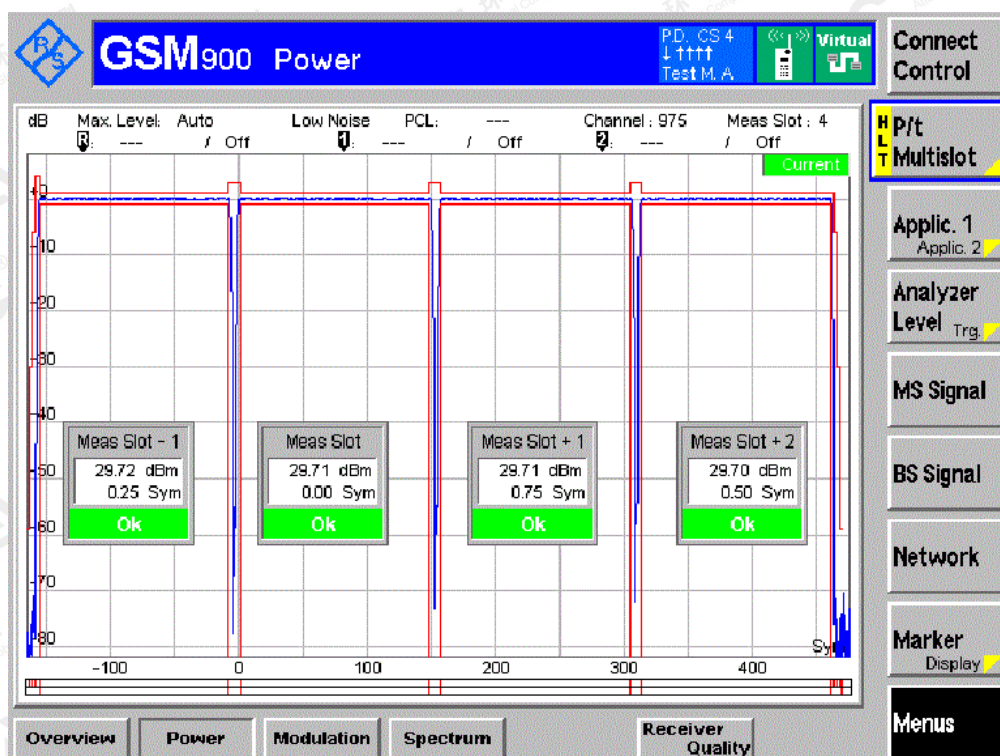 R S
GSM900 Power
P.D. CS 4
Test M. A
Virtual
Connect
Control
dB Max. Level: Auto Low Noise PCL: --- Channel : 975 Meas Slot : 4
R: --- / Off 1: --- / Off 2: --- / Off
Current
HLT
P/t
Multislot
Applic. 1
Applic. 2
Analyzer
Level Trg.
MS Signal
BS Signal
Network
Marker
Display
Menus
+0
-10
-20
-30
-40
-50
-60
-70
-80
Meas Slot - 1
29.72 dBm
0.25 Sym
Ok
Meas Slot
29.71 dBm
0.00 Sym
Ok
Meas Slot + 1
29.71 dBm
0.75 Sym
Ok
Meas Slot + 2
29.70 dBm
0.50 Sym
Ok
-100 0 100 200 300 400
Overview Power Modulation Spectrum Receiver
Quality